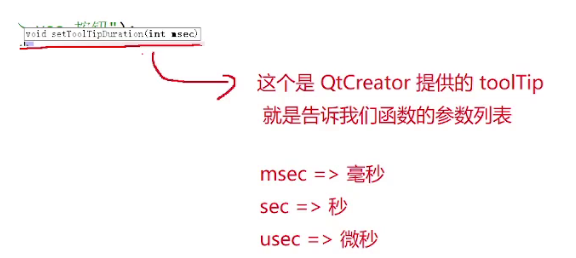 按钮");
void setToolTipDuration(int msec)
这个是 QtCreator 提供的 toolTip
就是告诉我们函数的参数列表
msec => 毫秒
sec => 秒
usec => 微秒